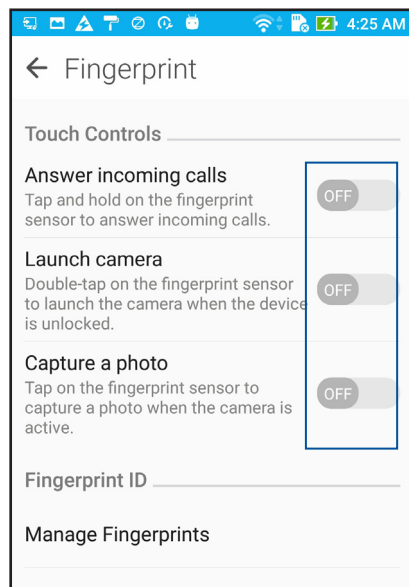 4:25 AM
Fingerprint
Touch Controls
Answer incoming calls
Tap and hold on the fingerprint
sensor to answer incoming calls.
OFF
Launch camera
Double-tap on the fingerprint sensor
to launch the camera when the device
is unlocked.
OFF
Capture a photo
Tap on the fingerprint sensor to
capture a photo when the camera is
active.
OFF
Fingerprint ID
Manage Fingerprints